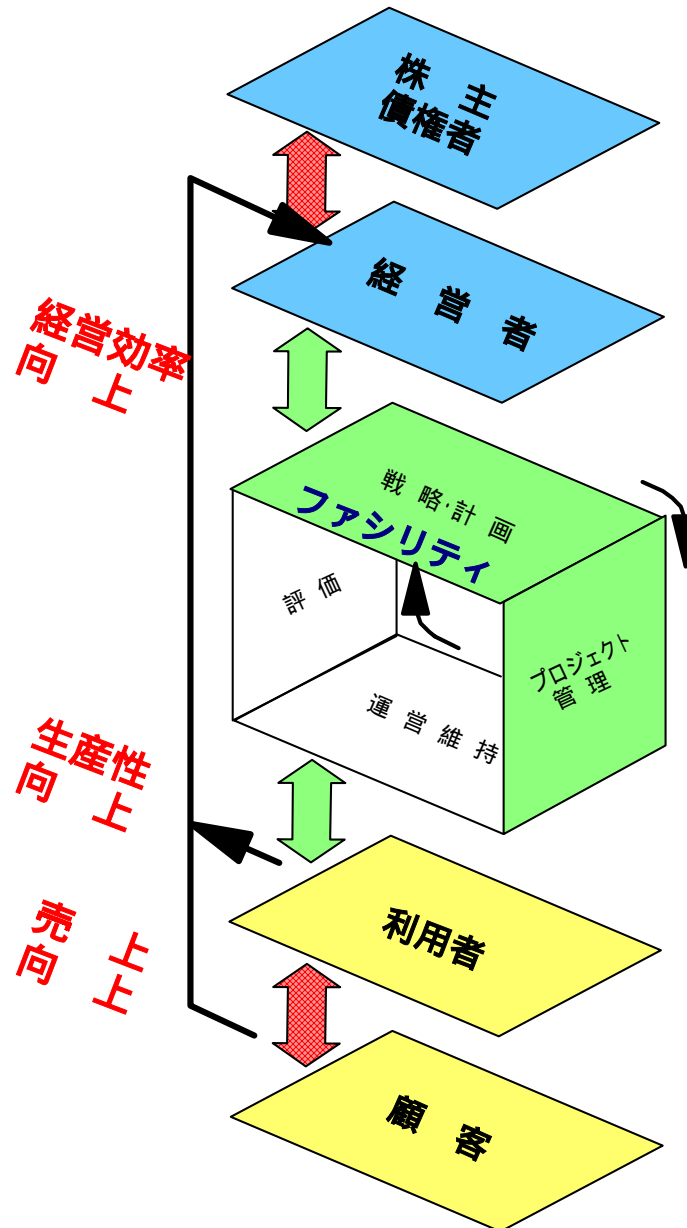 株 主
債権者
経 営 者
経営効率
向 上
戦 略・計 画
ファシリティ
評 価
プロジェクト
管 理
運 営 維 持
生産性
向 上
利用者
売 上
向 上
顧 客